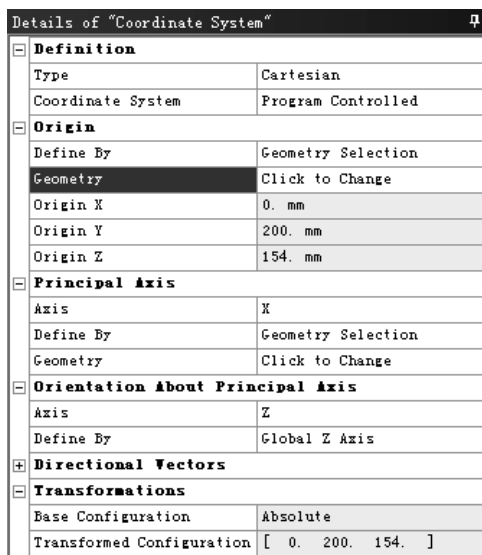 Details of "Coordinate System"
Definition
Type Cartesian
Coordinate System Program Controlled
Origin
Define By Geometry Selection
Geometry Click to Change
Origin X 0. mm
Origin Y 200. mm
Origin Z 154. mm
Principal Axis
Axis X
Define By Geometry Selection
Geometry Click to Change
Orientation About Principal Axis
Axis Z
Define By Global Z Axis
Directional Vectors
Transformations
Base Configuration Absolute
Transformed Configuration [ 0. 200. 154. ]